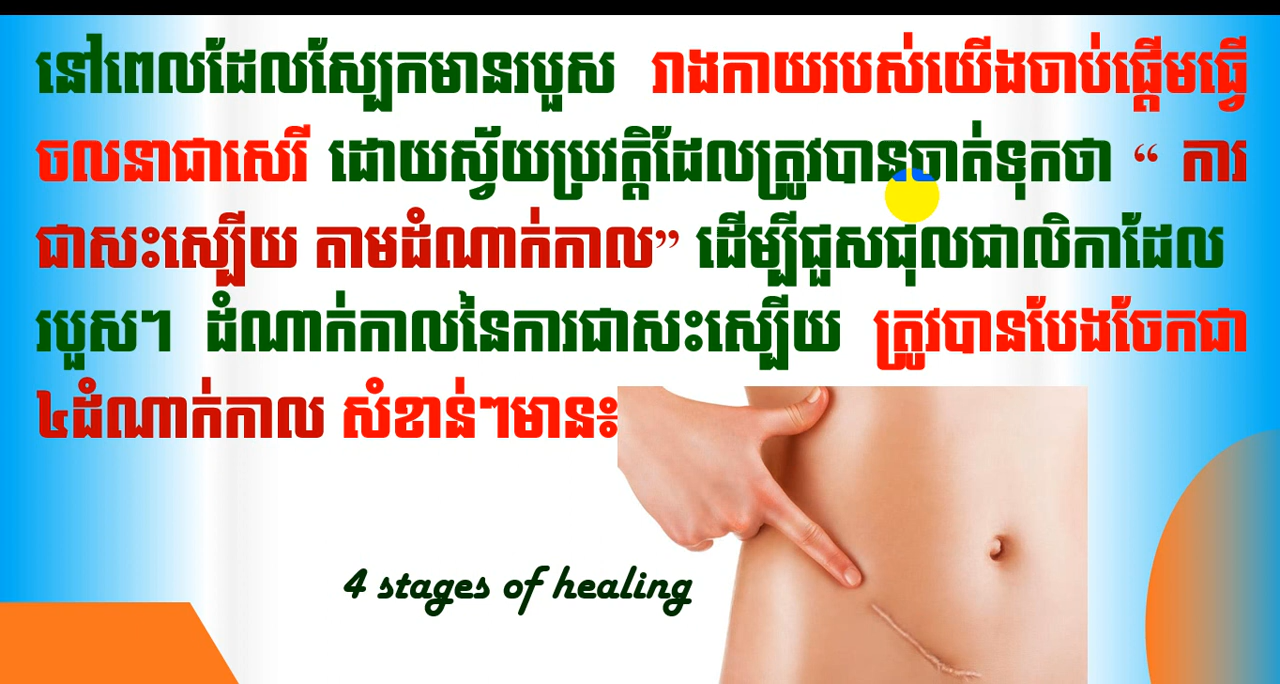 នៅពេលដែលស្បែកមានរបួស រាងកាយរបស់យើងចាប់ផ្តើមធ្វើ
ចលនាជាសេរី ដោយស្វ័យប្រវត្តិដែលត្រូវបានចាត់ទុកថា “ ការ
ជាសះស្បើយ តាមដំណាក់កាល” ដើម្បីជួសជុលជាលិកាដែល
របួស។ ដំណាក់កាលនៃការជាសះស្បើយ ត្រូវបានបែងចែកជា
៤ដំណាក់កាល សំខាន់ៗមាន៖
4 stages of healing